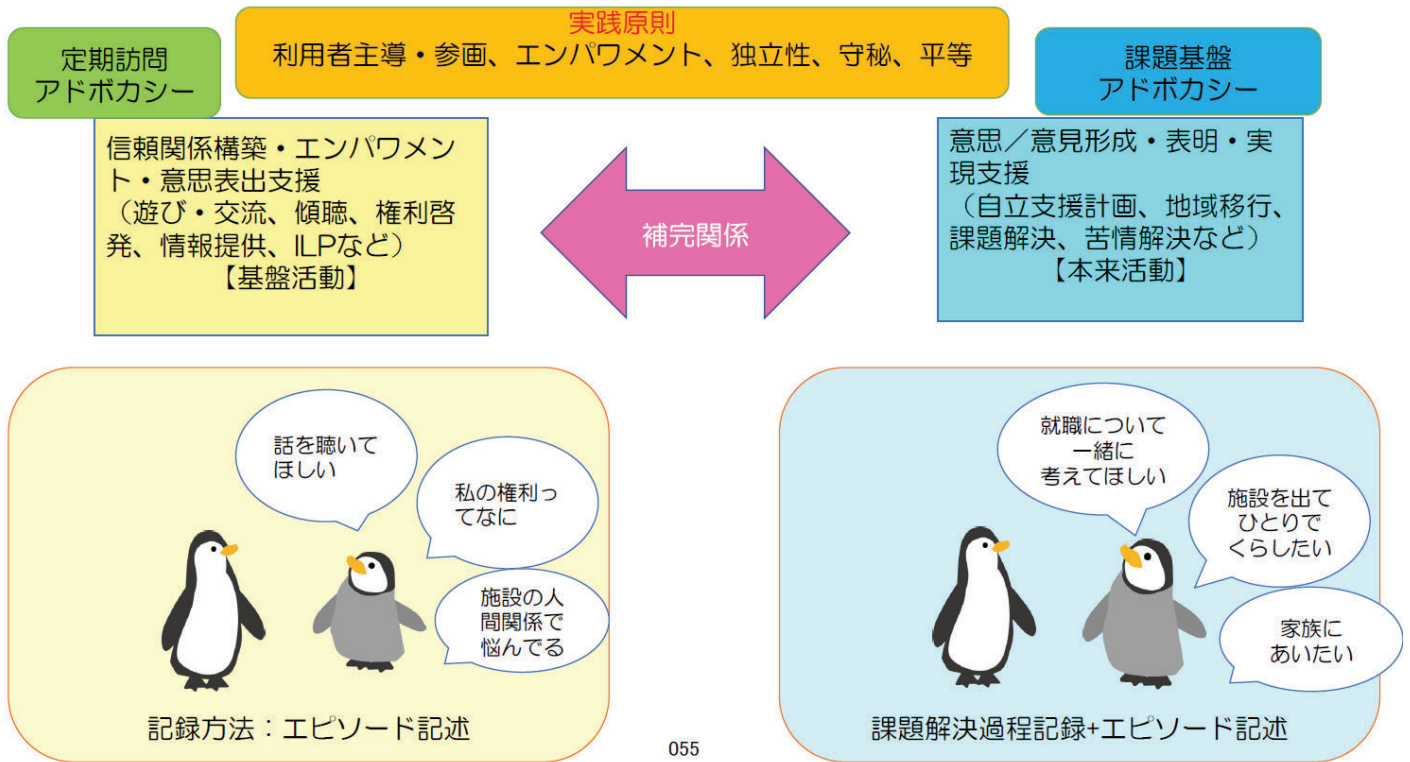 実践原則
利用者主導・参画、エンパワメント、独立性、守秘、平等
定期訪問
アドボカシー
課題基盤
アドボカシー
信頼関係構築・エンパワメン
ト・意思表出支援
(遊び・交流、傾聴、権利啓
発、情報提供、ILPなど)
【基盤活動】
補完関係
意思/意見形成・表明・実
現支援
(自立支援計画、地域移行、
課題解決、苦情解決など)
【本来活動】
話を聴いて
ほしい
私の権利っ
てなに
施設の人
間関係で
悩んでる
記録方法:エピソード記述
就職について
一緒に
考えてほしい
施設を出て
ひとりで
くらしたい
家族に
あいたい
課題解決過程記録+エピソード記述
055